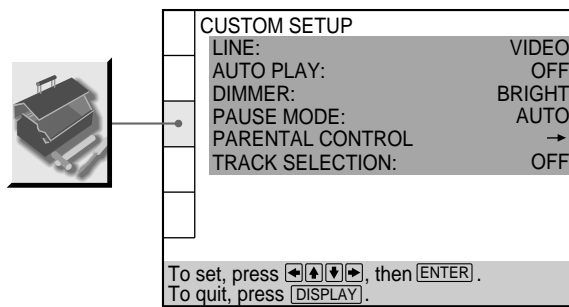 CUSTOM SETUP
LINE: VIDEO
AUTO PLAY: OFF
DIMMER: BRIGHT
PAUSE MODE: AUTO
PARENTAL CONTROL →
TRACK SELECTION: OFF
To set, press ←↑↓→, then ENTER.
To quit, press DISPLAY.